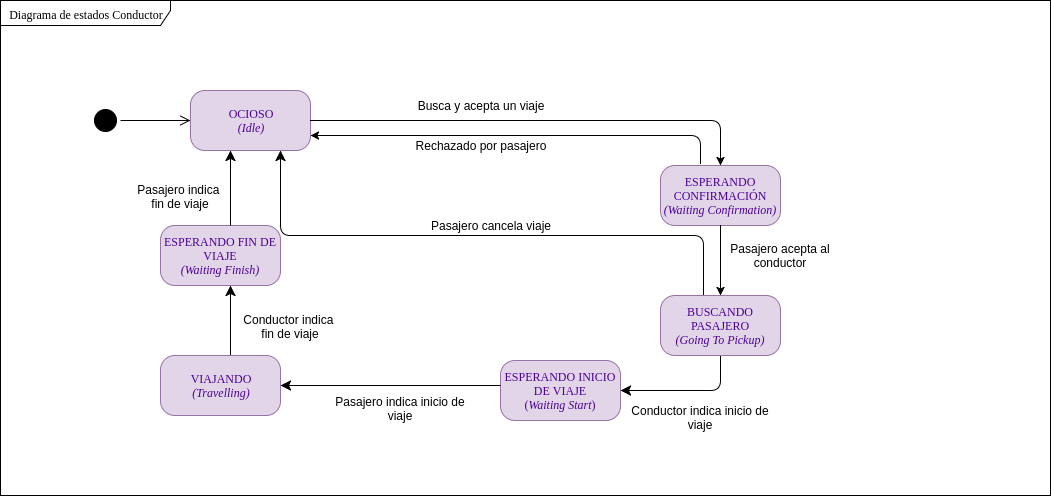 Diagrama de estados Conductor
OCIOSO
(Idle)
Busca y acepta un viaje
Rechazado por pasajero
ESPERANDO
CONFIRMACIÓN
(Waiting Confirmation)
Pasajero indica
fin de viaje
Pasajero cancela viaje
ESPERANDO FIN DE
VIAJE
(Waiting Finish)
Pasajero acepta al
conductor
BUSCANDO
PASAJERO
(Going To Pickup)
Conductor indica
fin de viaje
VIAJANDO
(Travelling)
ESPERANDO INICIO
DE VIAJE
(Waiting Start)
Pasajero indica inicio de
viaje
Conductor indica inicio de
viaje